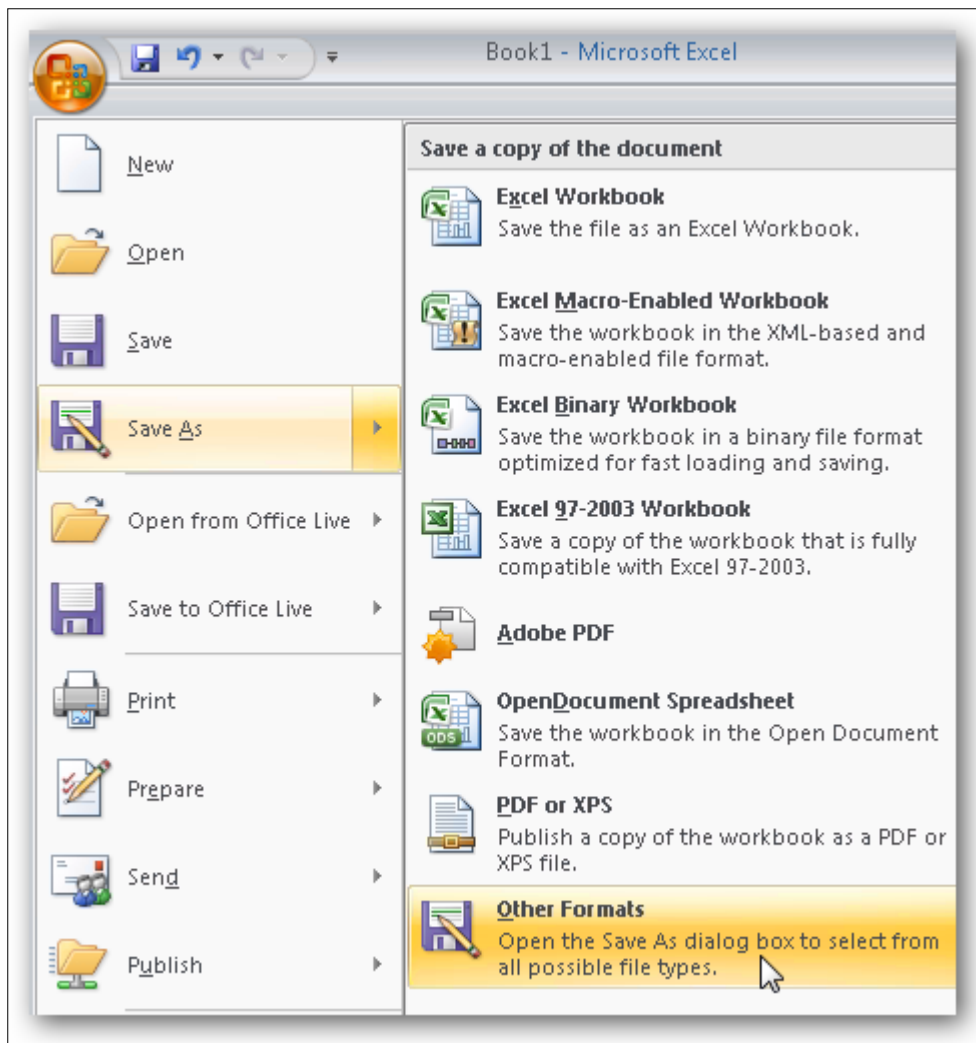 Book1 - Microsoft Excel
New
Open
Save
Save As
Open from Office Live
Save to Office Live
Print
Prepare
Send
Publish
Save a copy of the document
Excel Workbook
Save the file as an Excel Workbook.
Excel Macro-Enabled Workbook
Save the workbook in the XML-based and
macro-enabled file format.
Excel Binary Workbook
Save the workbook in a binary file format
optimized for fast loading and saving.
Excel 97-2003 Workbook
Save a copy of the workbook that is fully
compatible with Excel 97-2003.
Adobe PDF
ODS
OpenDocument Spreadsheet
Save the workbook in the Open Document
Format.
PDF or XPS
Publish a copy of the workbook as a PDF or
XPS file.
Other Formats
Open the Save As dialog box to select from
all possible file types.